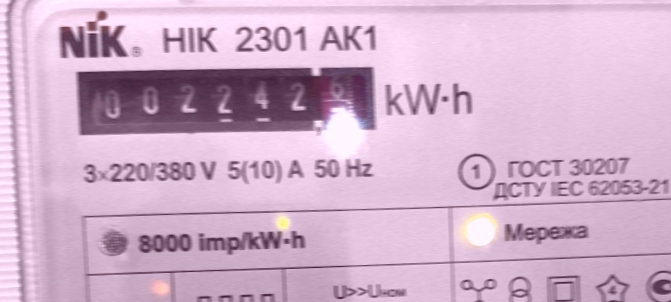 NiK® НІК 2301 АК1
002242 kW·h
3×220/380 V 5(10) A 50 Hz
1 ГОСТ 30207
ДСТУ IEC 62053-21
8000 imp/kW·h Мережа
U>>Uном